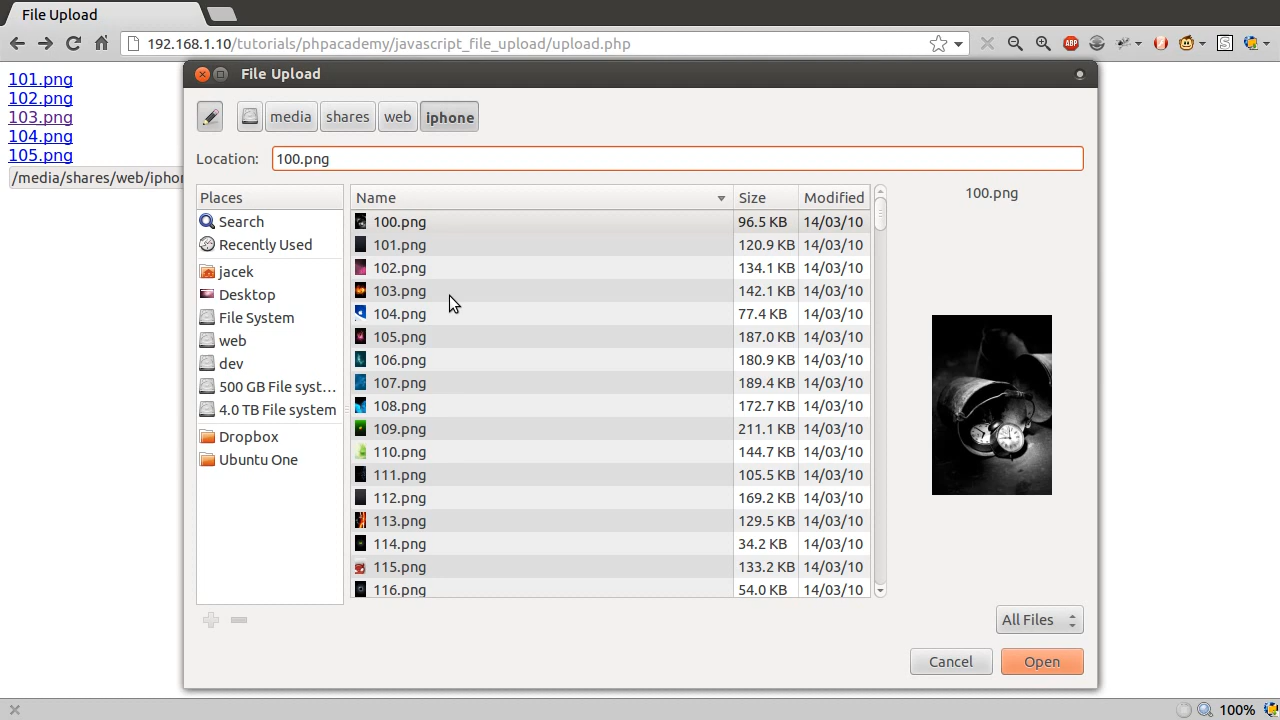 File Upload
192.168.1.10/tutorials/phpacademy/javascript_file_upload/upload.php
ABP
S
101.png
102.png
103.png
104.png
105.png
/media/shares/web/iphon
File Upload
media shares web iphone
Location: 100.png
Places
Search
Recently Used
jacek
Desktop
File System
web
dev
500 GB File syst...
4.0 TB File system
Dropbox
Ubuntu One
Name Size Modified
100.png 96.5 KB 14/03/10
101.png 120.9 KB 14/03/10
102.png 134.1 KB 14/03/10
103.png 142.1 KB 14/03/10
104.png 77.4 KB 14/03/10
105.png 187.0 KB 14/03/10
106.png 180.9 KB 14/03/10
107.png 189.4 KB 14/03/10
108.png 172.7 KB 14/03/10
109.png 211.1 KB 14/03/10
110.png 144.7 KB 14/03/10
111.png 105.5 KB 14/03/10
112.png 169.2 KB 14/03/10
113.png 129.5 KB 14/03/10
114.png 34.2 KB 14/03/10
115.png 133.2 KB 14/03/10
116.png 54.0 KB 14/03/10
100.png
All Files
Cancel Open
100%